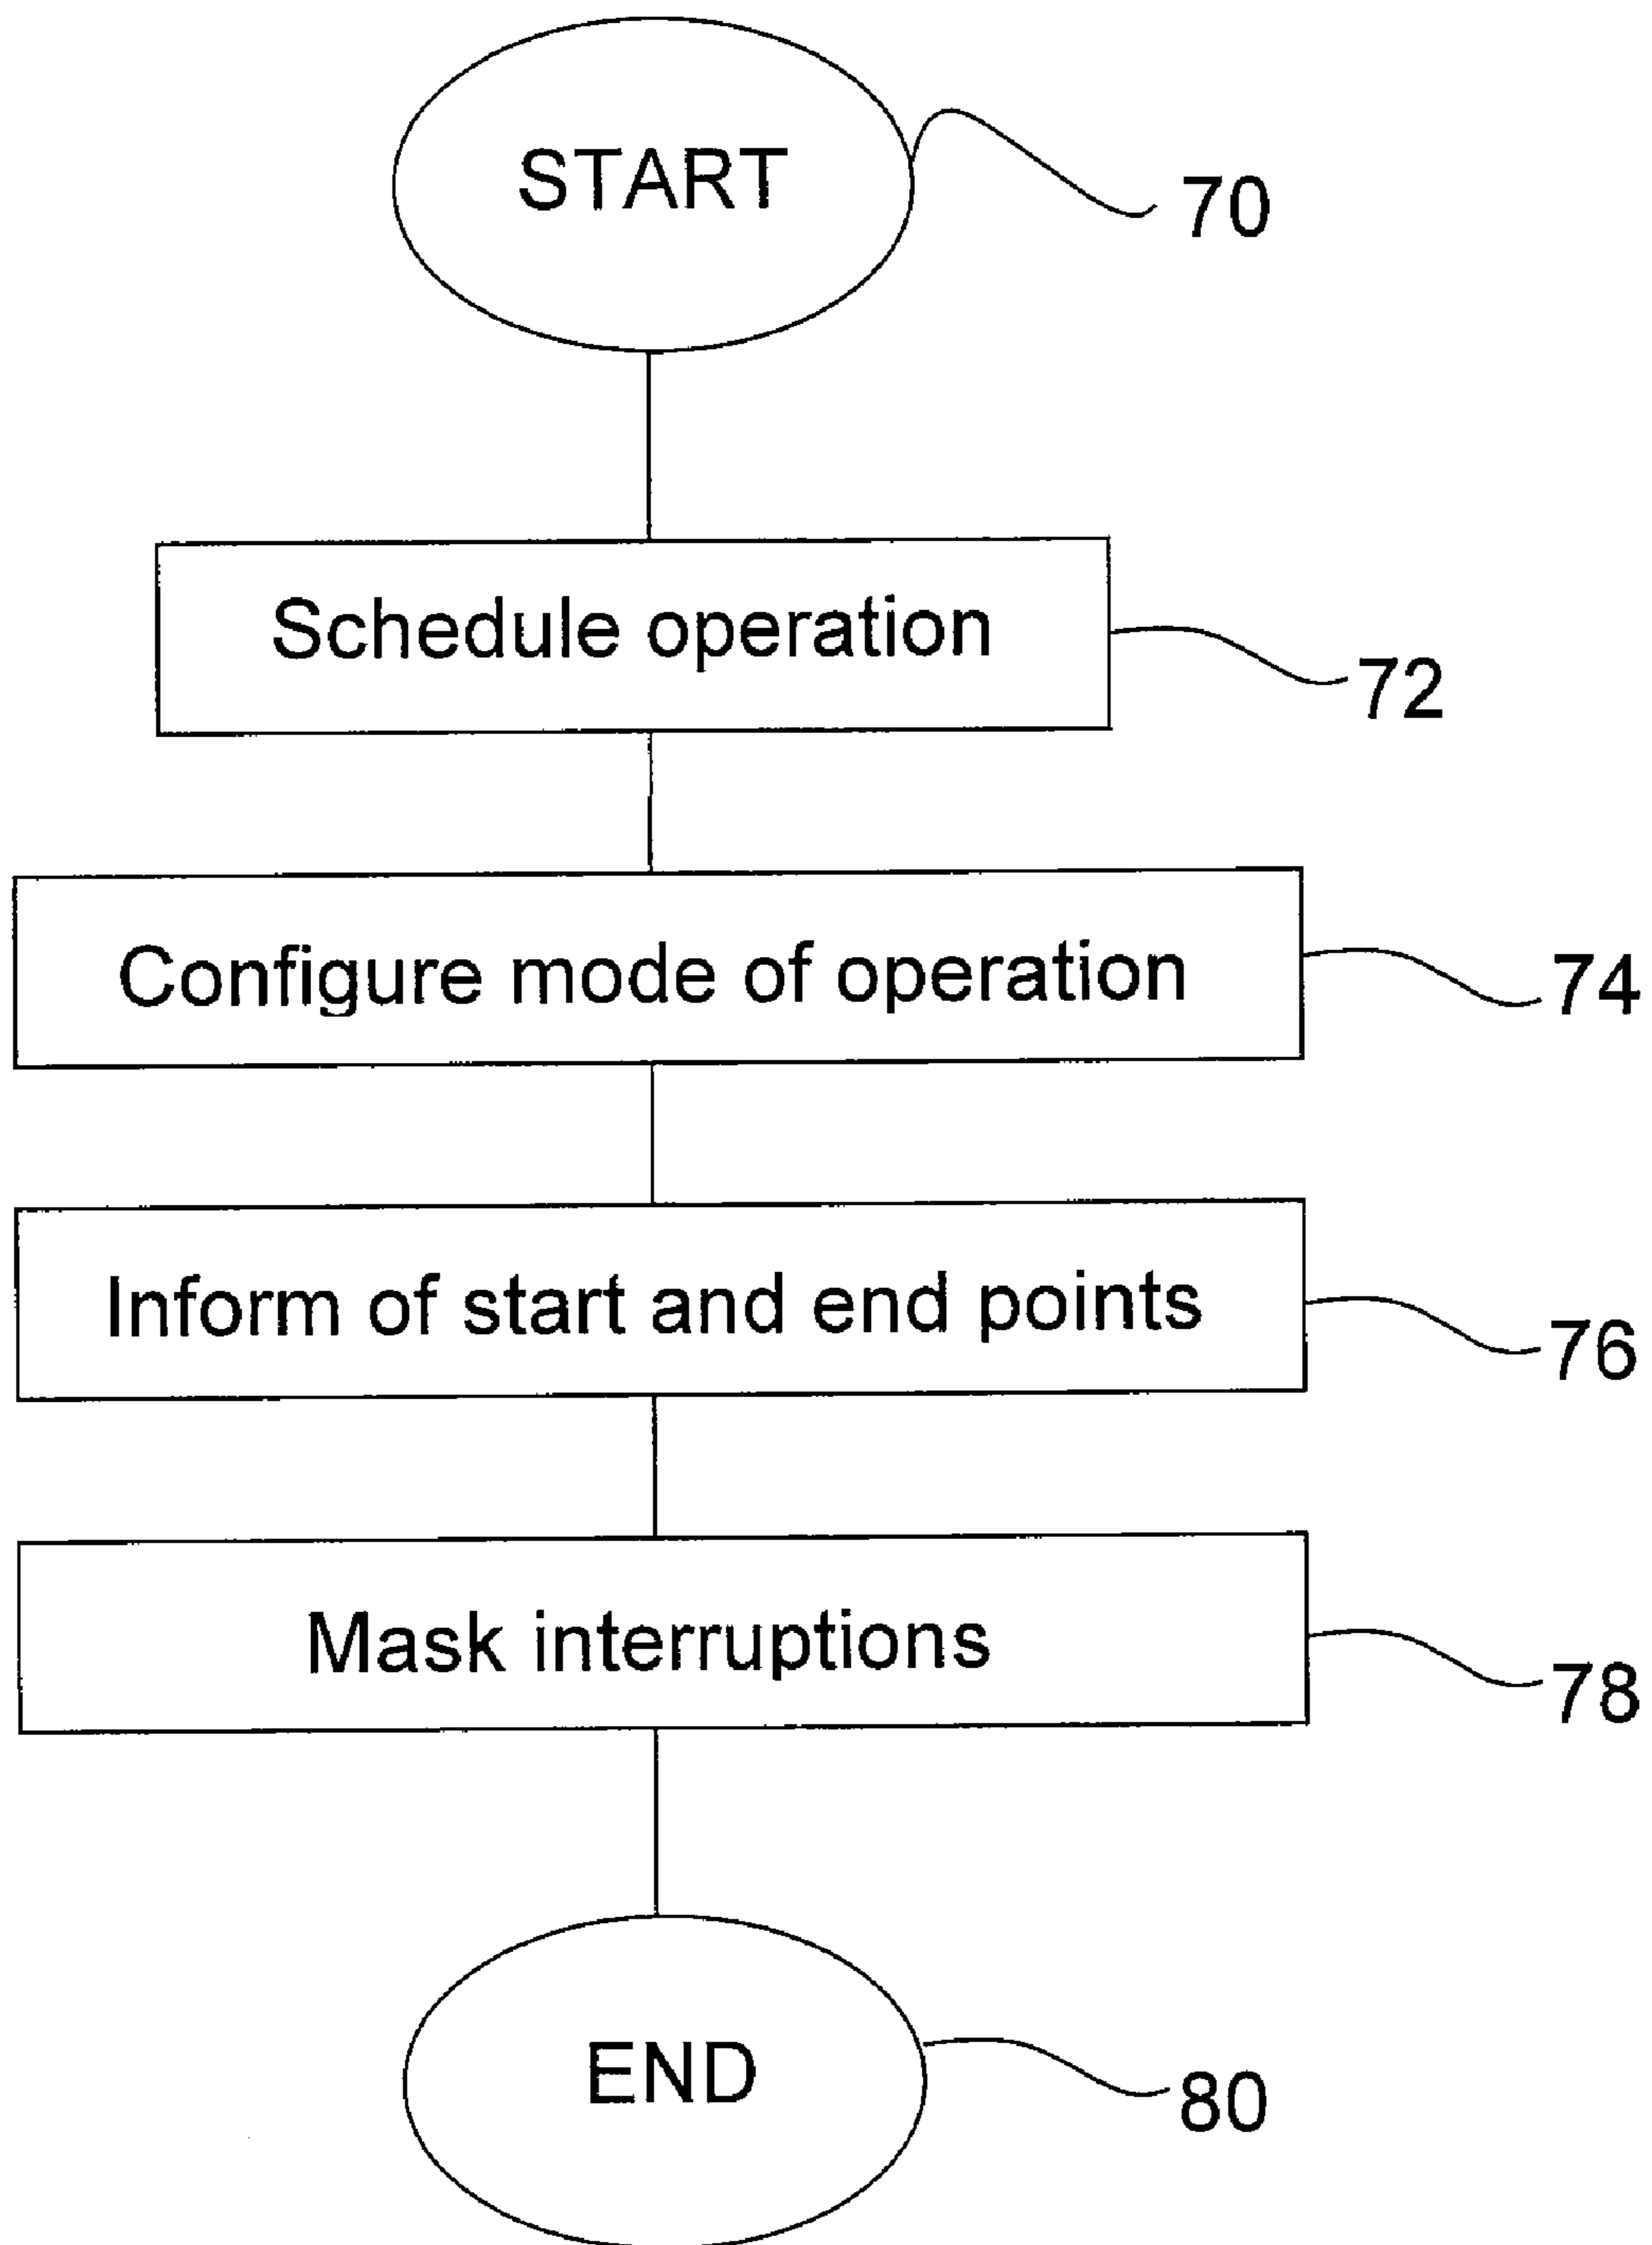 START
70
Schedule operation
72
Configure mode of operation
74
Inform of start and end points
76
Mask interruptions
78
END
80